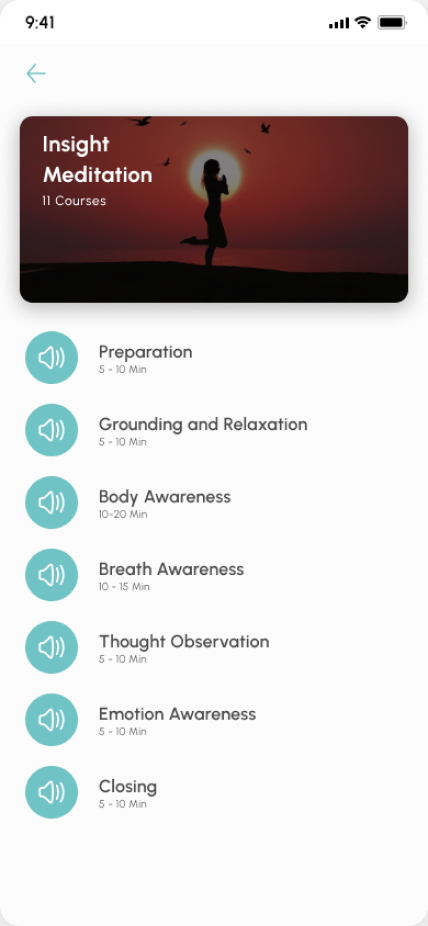 9:41
Insight
Meditation
11 Courses
Preparation
5 - 10 Min
Grounding and Relaxation
5 - 10 Min
Body Awareness
10-20 Min
Breath Awareness
10 - 15 Min
Thought Observation
5 - 10 Min
Emotion Awareness
5 - 10 Min
Closing
5 - 10 Min